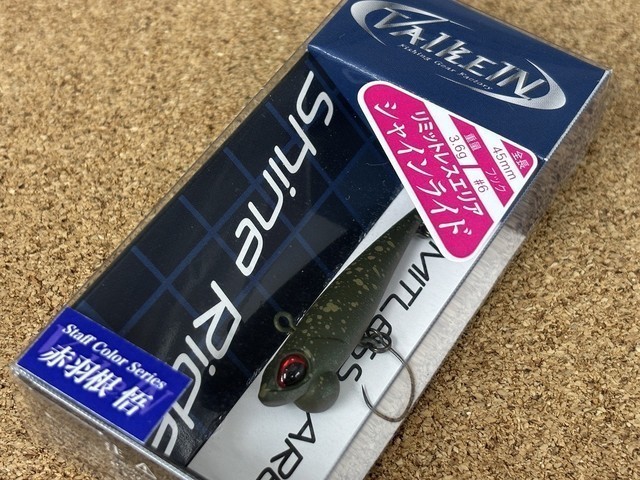 VALKEIN
Fishing Gear Factory
全長 フック
45mm #6
重量
3.6g
リミットレスエリア
シャインライド
Shine Ride
Staff Color Series
赤羽根 悟